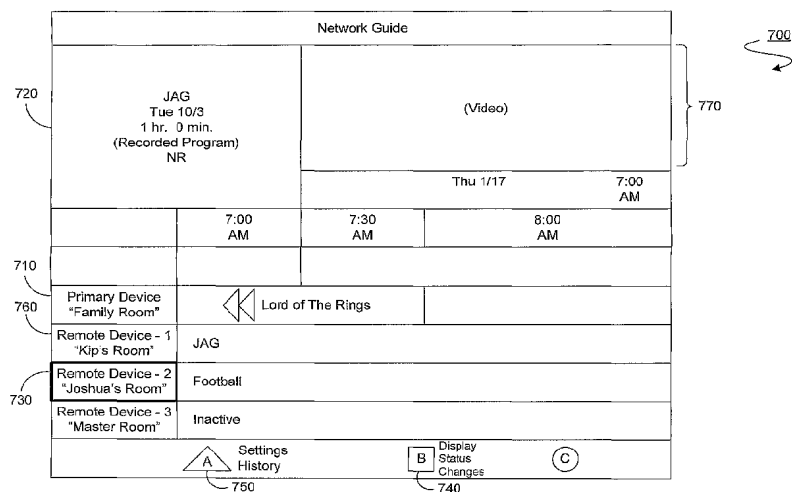 Network Guide
700
720
JAG
Tue 10/3
1 hr. 0 min.
(Recorded Program)
NR
(Video)
770
Thu 1/17
7:00
AM
7:00
AM
7:30
AM
8:00
AM
710
Primary Device
"Family Room"
Lord of The Rings
760
Remote Device - 1
"Kip's Room"
JAG
730
Remote Device - 2
"Joshua's Room"
Football
Remote Device - 3
"Master Room"
Inactive
A
Settings
History
B
Display
Status
Changes
C
750
740